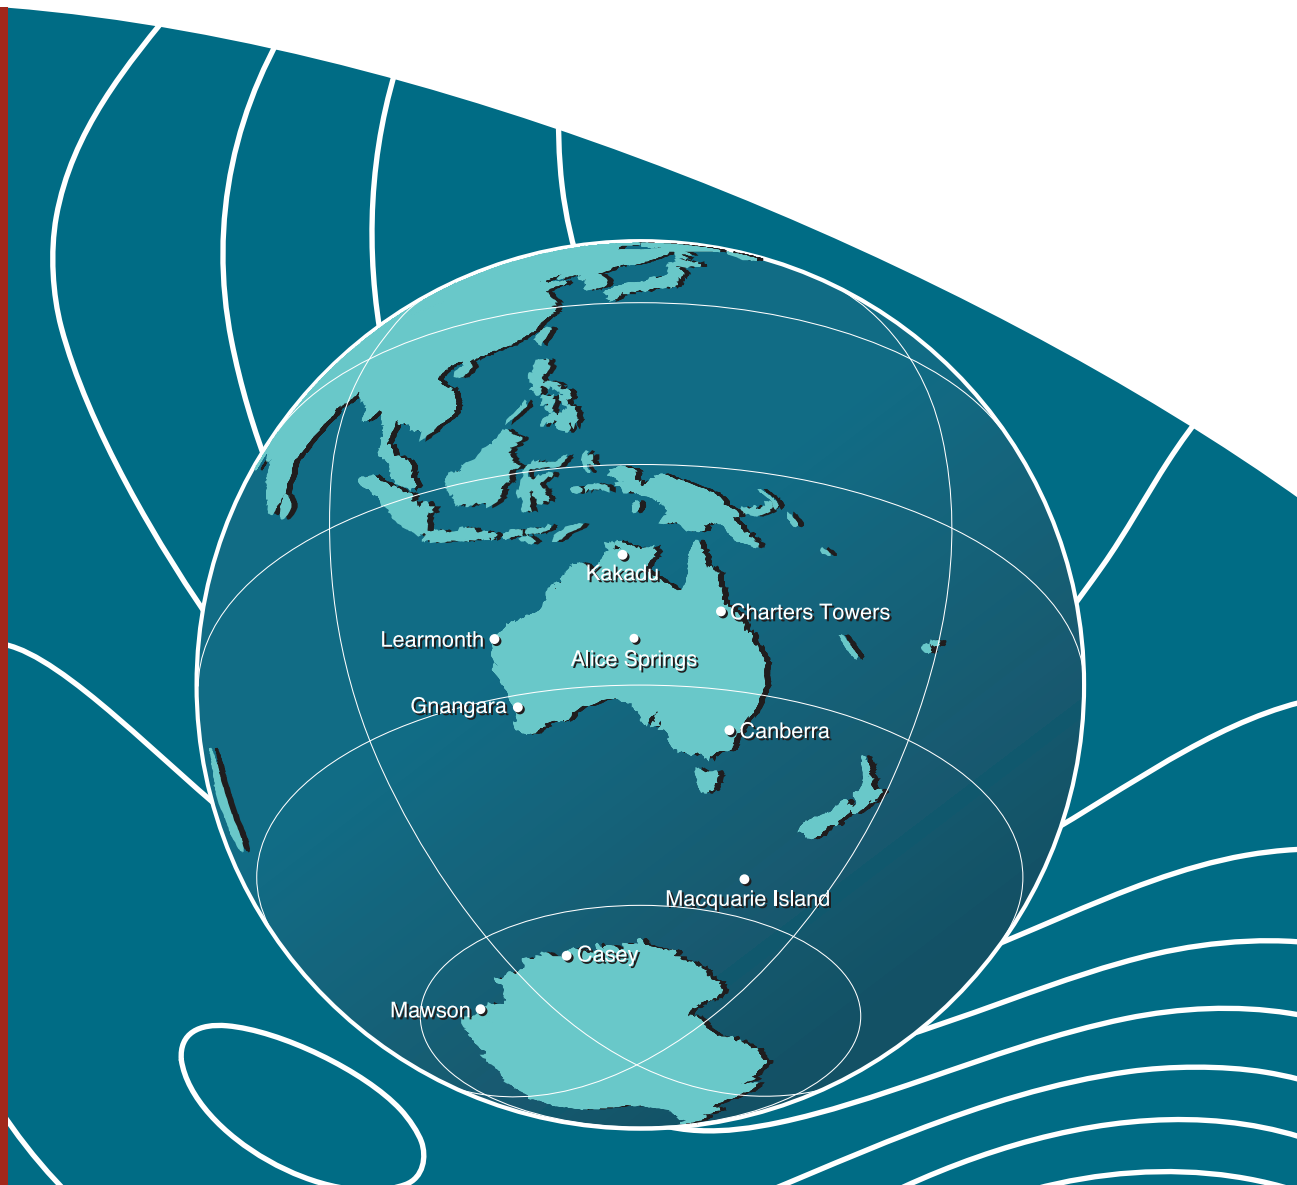 Kakadu
Charters Towers
Learmonth
Alice Springs
Gnangara
Canberra
Macquarie Island
Casey
Mawson